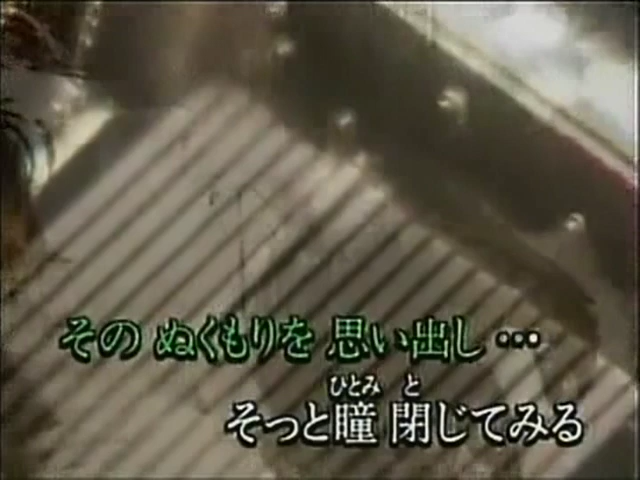 その ぬくもりを 思い出し …
ひとみ と
そっと瞳 閉じてみる